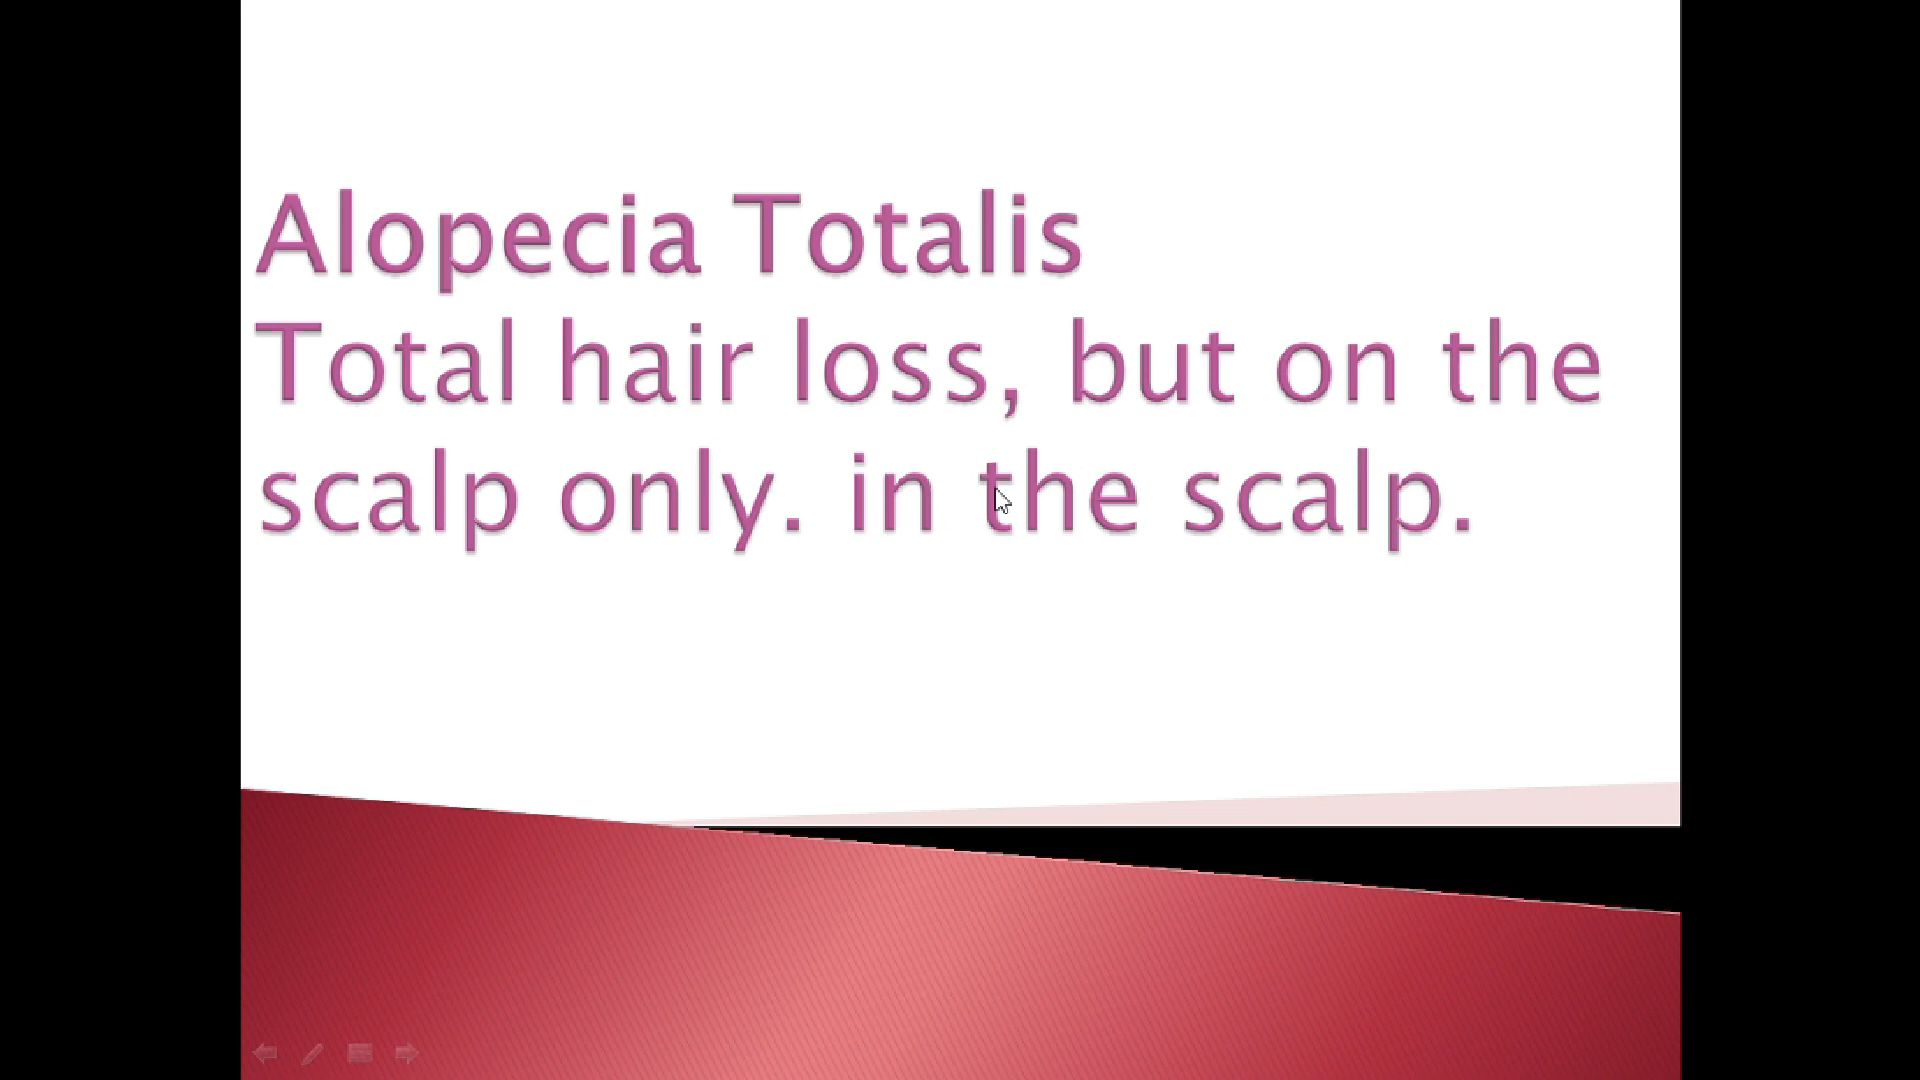 Alopecia Totalis
Total hair loss, but on the
scalp only. in the scalp.